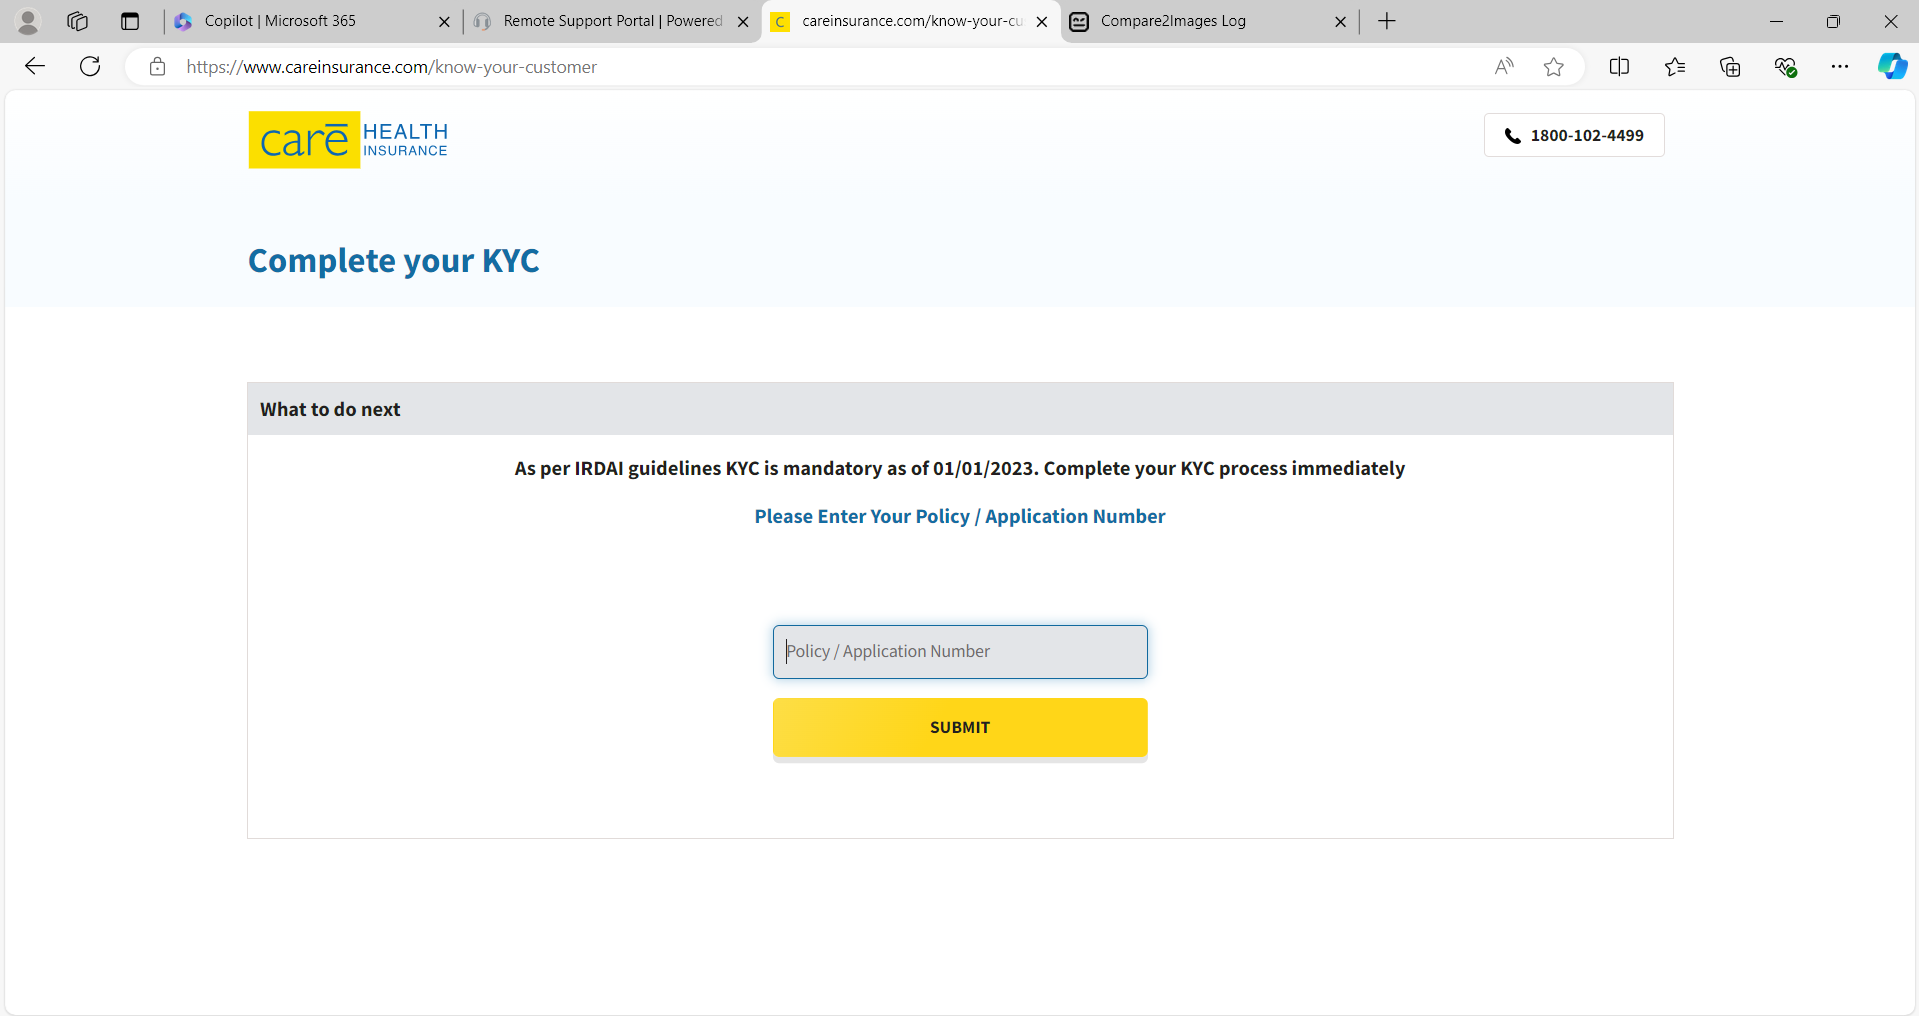 Copilot | Microsoft 365
Remote Support Portal | Powered
careinsurance.com/know-your-cu
Compare2Images Log
https://www.careinsurance.com/know-your-customer
carē HEALTH INSURANCE
1800-102-4499
Complete your KYC
What to do next
As per IRDAI guidelines KYC is mandatory as of 01/01/2023. Complete your KYC process immediately
Please Enter Your Policy / Application Number
Policy / Application Number
SUBMIT